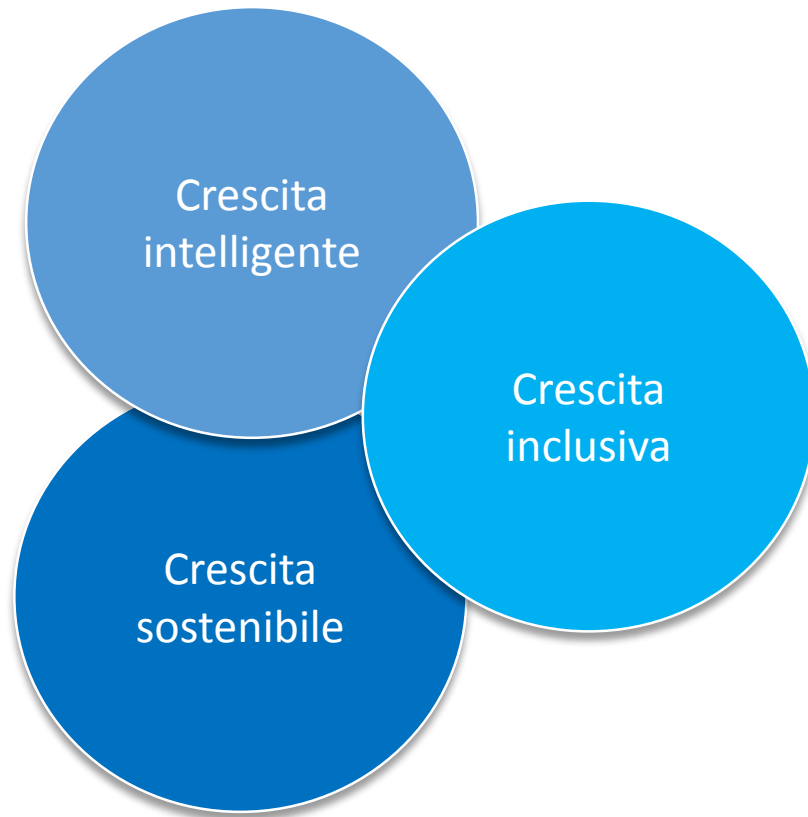 Crescita
intelligente
Crescita
inclusiva
Crescita
sostenibile